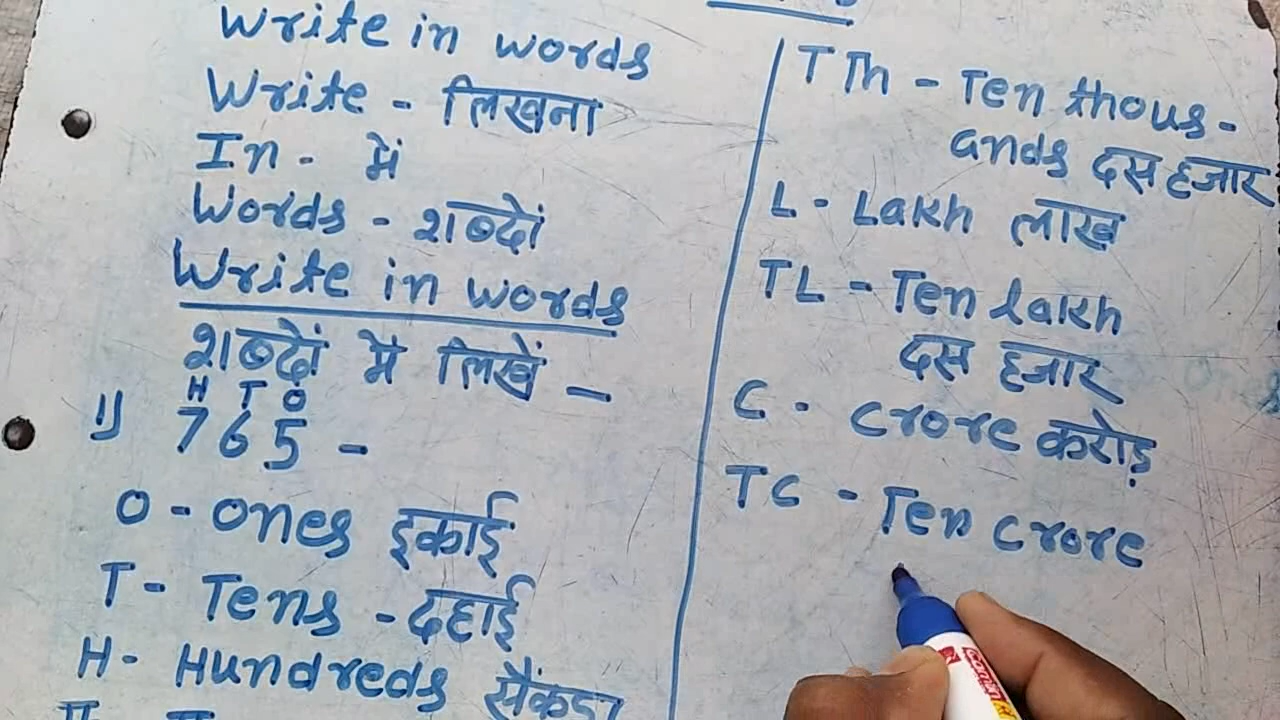 Write in words
Write - लिखना
In - में
Words - शब्दों
Write in words
शब्दों में लिखें -
H T O
1) 765 -
O - ones इकाई
T - Tens - दहाई
H - Hundreds सैंकड़ा
T Th - Ten thous-
ands दस हजार
L - Lakh लाख
TL - Ten lakh
दस हजार
C - crore करोड़
TC - Ten crore